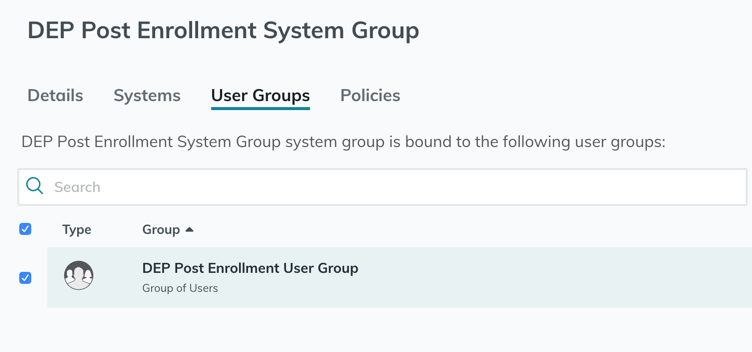 DEP Post Enrollment System Group
Details Systems User Groups Policies
DEP Post Enrollment System Group system group is bound to the following user groups:
Search
Type Group
DEP Post Enrollment User Group
Group of Users